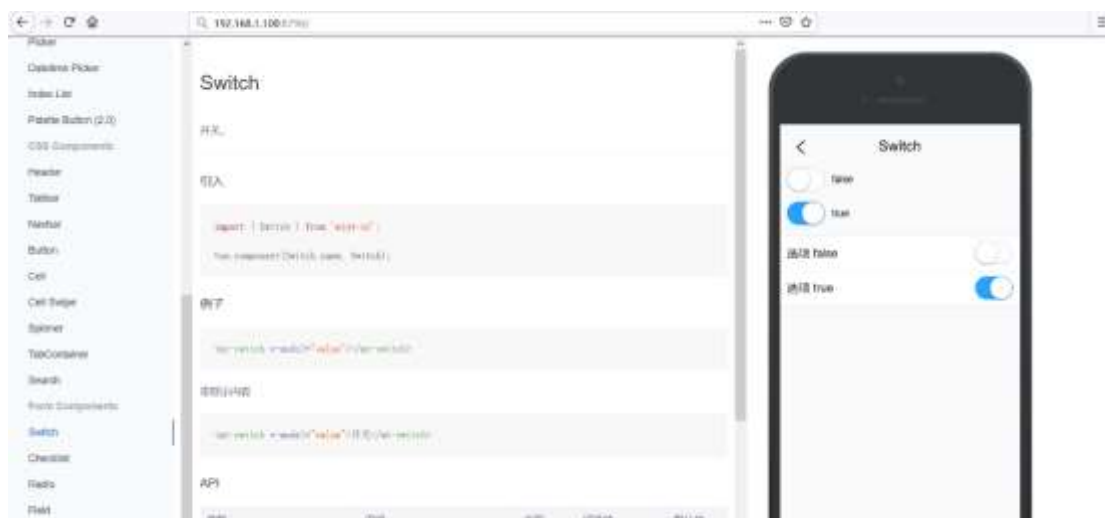 192.168.1.100
Picker
Datetime Picker
Index List
Palette Button (2.0)
CSS Components
Header
Tabbar
Navbar
Button
Cell
Cell Swiper
Spinner
TabContainer
Search
Form Components
Switch
Checklist
Radio
Field
Switch
开关。
引入
import { Switch } from 'mint-ui';
Vue.component(Switch.name, Switch);
例子
<mt-switch v-model="value"></mt-switch>
带部分内容
<mt-switch v-model="value">开关</mt-switch>
API
Switch
false
true
选项 false
选项 true